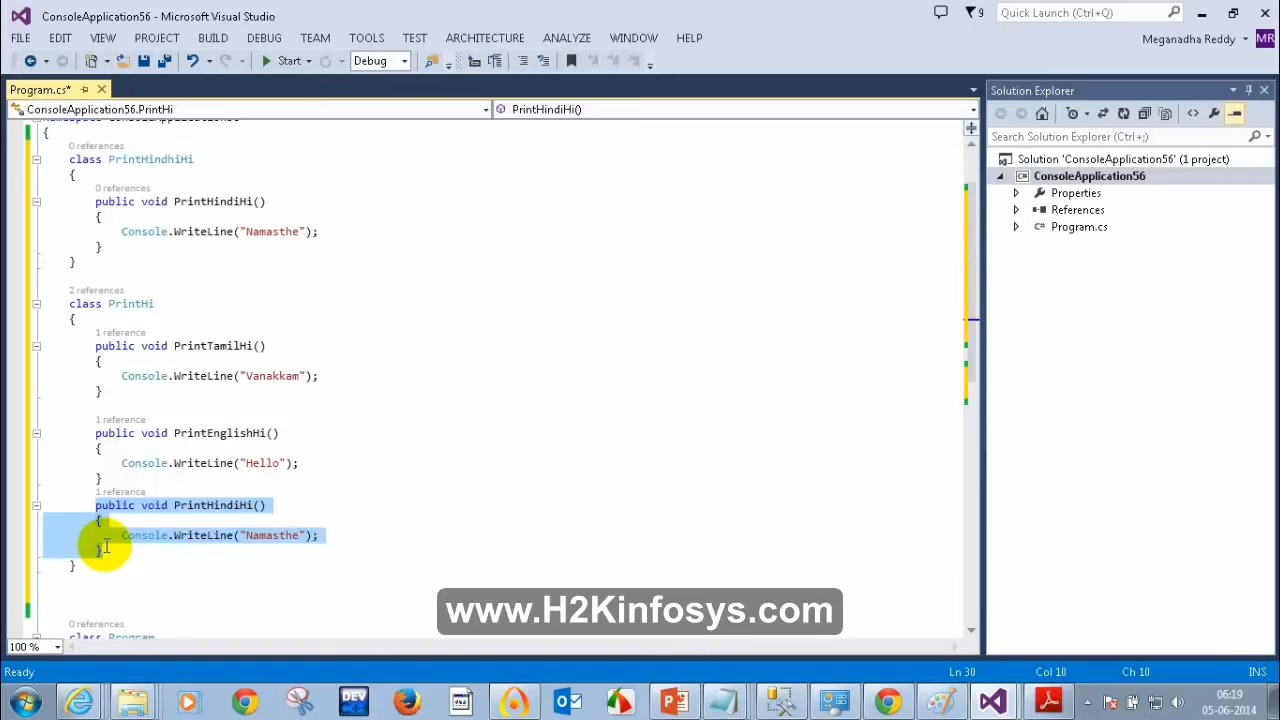 ConsoleApplication56 - Microsoft Visual Studio
9
Quick Launch (Ctrl+Q)
FILE EDIT VIEW PROJECT BUILD DEBUG TEAM TOOLS TEST ARCHITECTURE ANALYZE WINDOW HELP
Meganadha Reddy MR
Start Debug
Program.cs*
Solution Explorer
ConsoleApplication56.PrintHi
PrintHindiHi()
Search Solution Explorer (Ctrl+;)
Solution 'ConsoleApplication56' (1 project)
ConsoleApplication56
Properties
References
Program.cs
{
0 references
class PrintHindhiHi
{
0 references
public void PrintHindiHi()
{
Console.WriteLine("Namasthe");
}
}
2 references
class PrintHi
{
1 reference
public void PrintTamilHi()
{
Console.WriteLine("Vanakkam");
}
1 reference
public void PrintEnglishHi()
{
Console.WriteLine("Hello");
}
1 reference
public void PrintHindiHi()
{
Console.WriteLine("Namasthe");
}
}
www.H2Kinfosys.com
0 references
class Program
100 %
Ready
Ln 30 Col 10 Ch 10 INS
DEV
06:19
05-06-2014